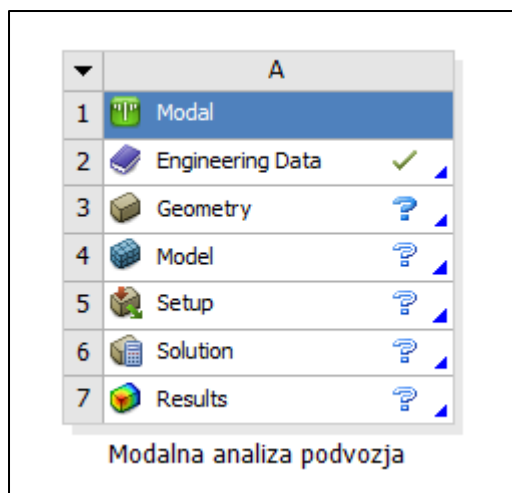 A
1 Modal
2 Engineering Data
3 Geometry
4 Model
5 Setup
6 Solution
7 Results
Modalna analiza podvozja